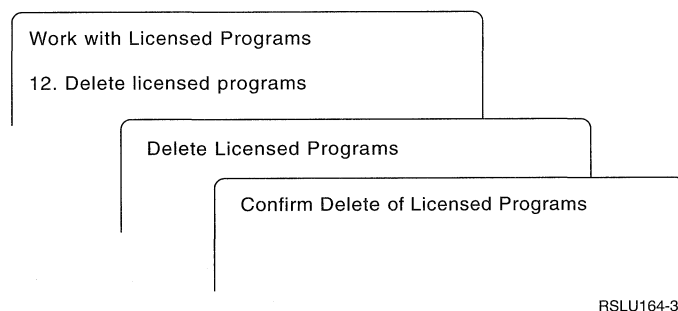 Work with Licensed Programs
12. Delete licensed programs
Delete Licensed Programs
Confirm Delete of Licensed Programs
RSLU164-3